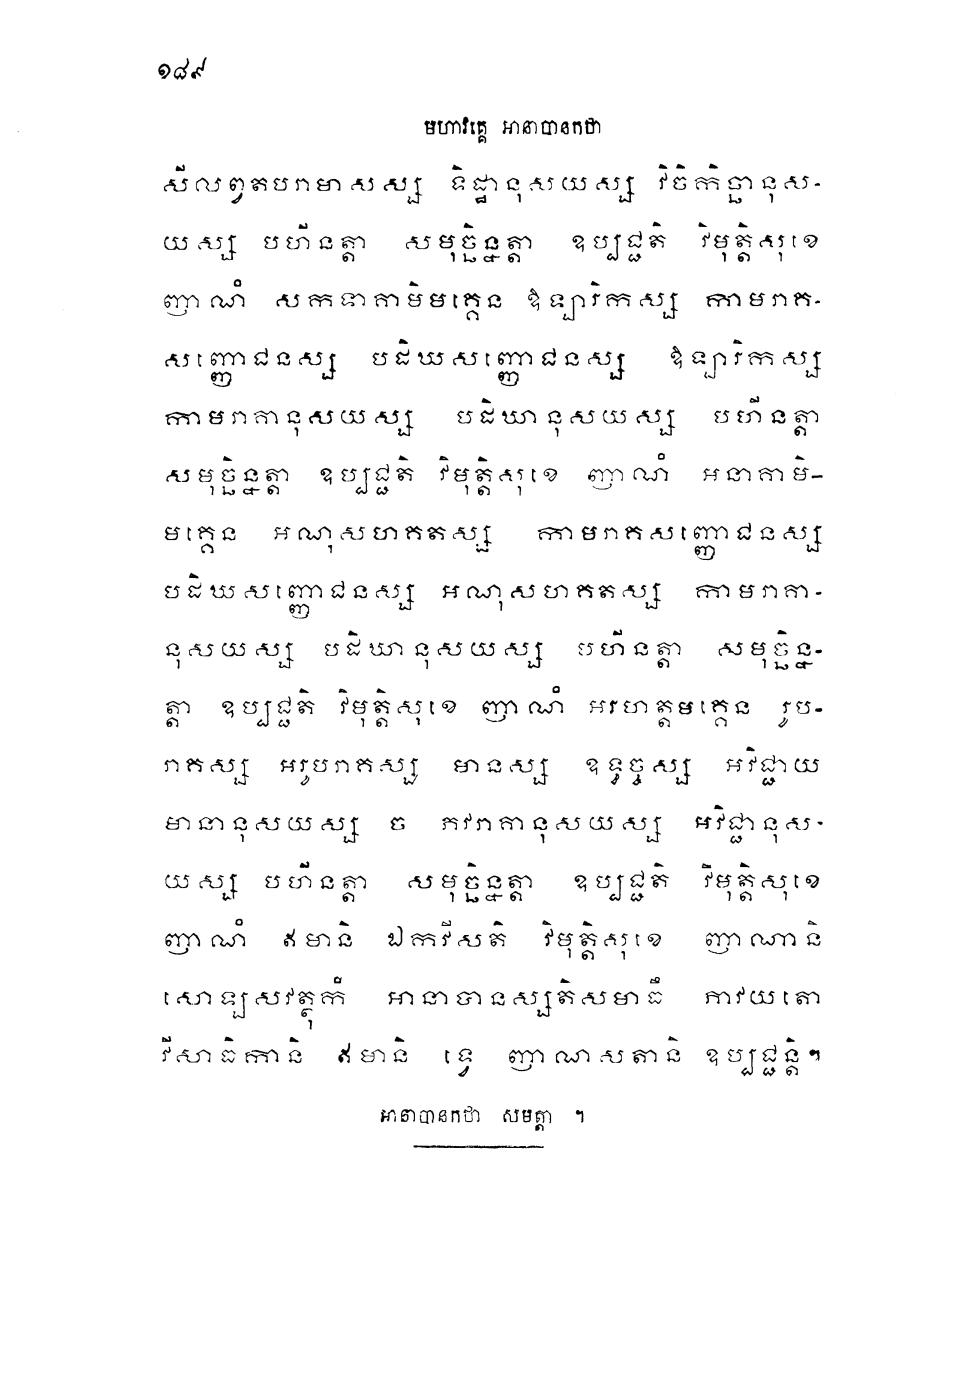 ១៨៩
មហាវគ្គេ អានាបានកថា
សីលព្វតបរាមាសស្ស ទិដ្ឋានុសយស្ស វិចិកិច្ឆានុស-
យស្ស បហីនត្តា សមុច្ឆិន្នត្តា ឧប្បជ្ជតិ វិមុត្តិសុខេ
ញាណំ សកទាគាមិមគ្គេន ឱឡារិកស្ស កាមរាគ-
សញ្ញោជនស្ស បដិឃសញ្ញោជនស្ស ឱឡារិកស្ស
កាមរាគានុសយស្ស បដិឃានុសយស្ស បហីនត្តា
សមុច្ឆិន្នត្តា ឧប្បជ្ជតិ វិមុត្តិសុខេ ញាណំ អនាគាមិ-
មគ្គេន អណុសហគតស្ស កាមរាគសញ្ញោជនស្ស
បដិឃសញ្ញោជនស្ស អណុសហគតស្ស កាមរាគា-
នុសយស្ស បដិឃានុសយស្ស បហីនត្តា សមុច្ឆិន្ន-
ត្តា ឧប្បជ្ជតិ វិមុត្តិសុខេ ញាណំ អរហត្តមគ្គេន រូប-
រាគស្ស អរូបរាគស្ស មានស្ស ឧទ្ធច្ចស្ស អវិជ្ជាយ
មានានុសយស្ស ច ភវរាគានុសយស្ស អវិជ្ជានុស-
យស្ស បហីនត្តា សមុច្ឆិន្នត្តា ឧប្បជ្ជតិ វិមុត្តិសុខេ
ញាណំ ឥមានិ ឯកវីសតិ វិមុត្តិសុខេ ញាណានិ
សោឡសវត្ថុកំ អានាបានស្សតិសមាធឹ ភាវយតោ
វីសាធិកានិ ឥមានិ ទ្វេ ញាណសតានិ ឧប្បជ្ជន្តិ។
អានាបានកថា សមត្តា ។